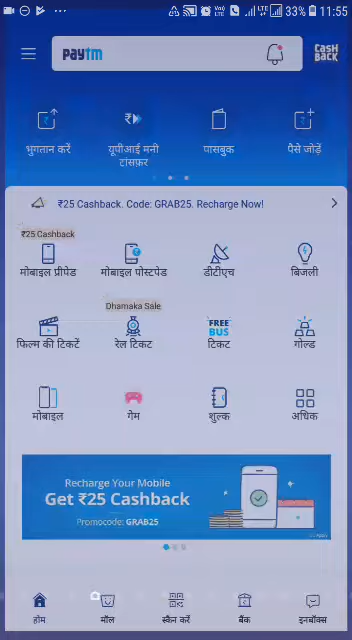 33% 11:55
paytm
CASH
BACK
भुगतान करें
यूपीआई मनी
टांसफ़र
पासबुक
पैसे जोड़ें
₹25 Cashback. Code: GRAB25. Recharge Now!
₹25 Cashback
मोबाइल प्रीपेड
मोबाइल पोस्टपेड
डीटीएच
बिजली
Dhamaka Sale
FREE
BUS
फिल्म की टिकटें
रेल टिकट
टिकट
गोल्ड
मोबाइल
गेम
शुल्क
अधिक
Recharge Your Mobile
Get ₹25 Cashback
Promocode: GRAB25
होम
मॉल
स्कैन करें
बैंक
इनबॉक्स